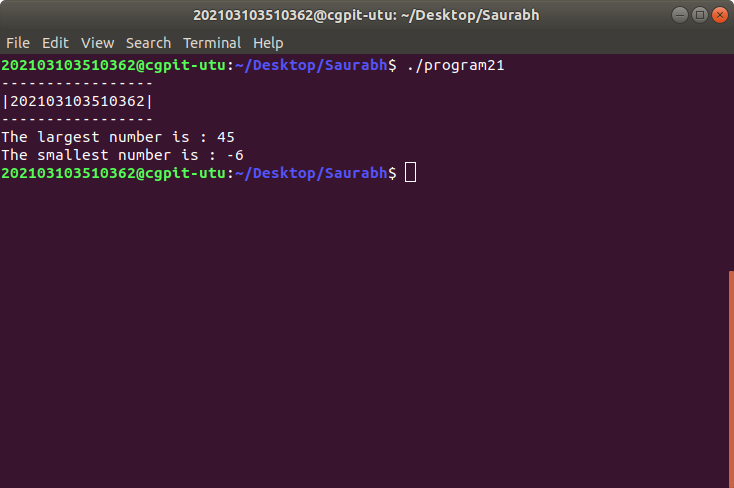 202103103510362@cgpit-utu: ~/Desktop/Saurabh
File Edit View Search Terminal Help
202103103510362@cgpit-utu:~/Desktop/Saurabh$ ./program21
-----------------
|202103103510362|
-----------------
The largest number is : 45
The smallest number is : -6
202103103510362@cgpit-utu:~/Desktop/Saurabh$